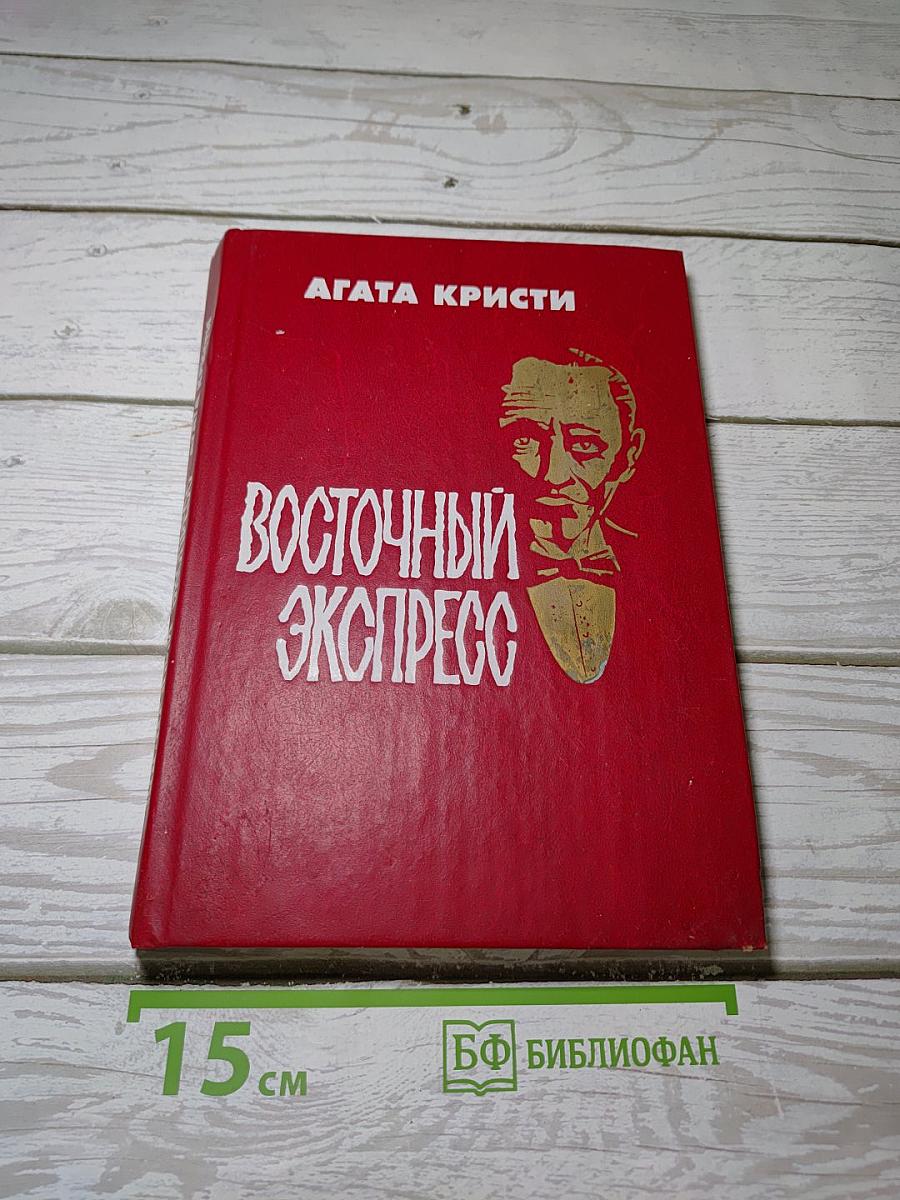 АГАТА КРИСТИ
ВОСТОЧНЫЙ
ЭКСПРЕСС
15 см
БФ БИБЛИОФАН